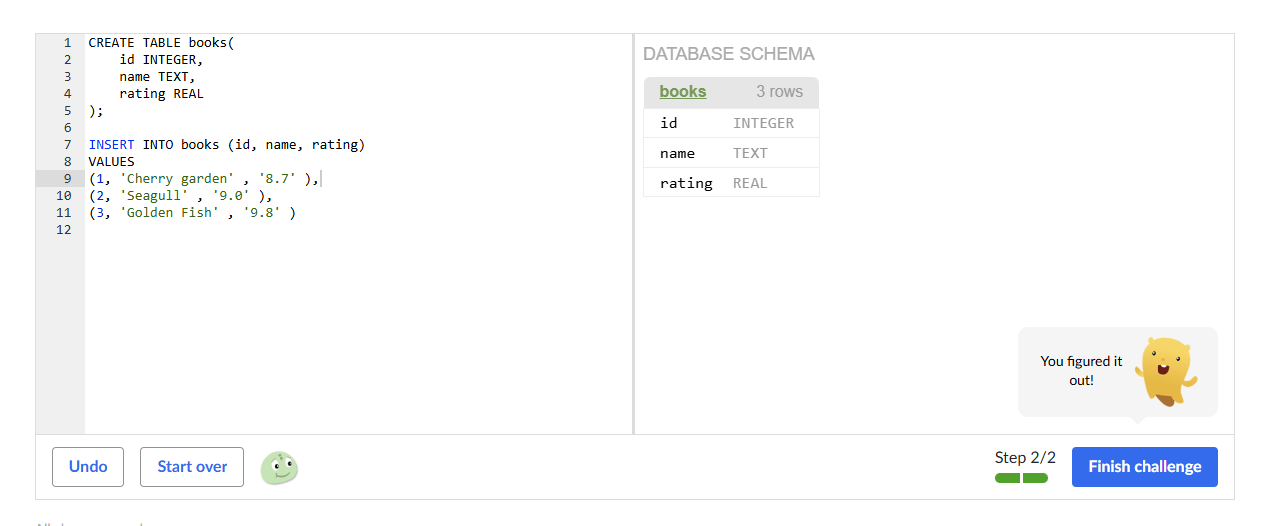 1 CREATE TABLE books(
2 id INTEGER,
3 name TEXT,
4 rating REAL
5 );
6
7 INSERT INTO books (id, name, rating)
8 VALUES
9 (1, 'Cherry garden' , '8.7' ),
10 (2, 'Seagull' , '9.0' ),
11 (3, 'Golden Fish' , '9.8' )
12
DATABASE SCHEMA
books 3 rows
id INTEGER
name TEXT
rating REAL
You figured it
out!
Undo
Start over
Step 2/2
Finish challenge